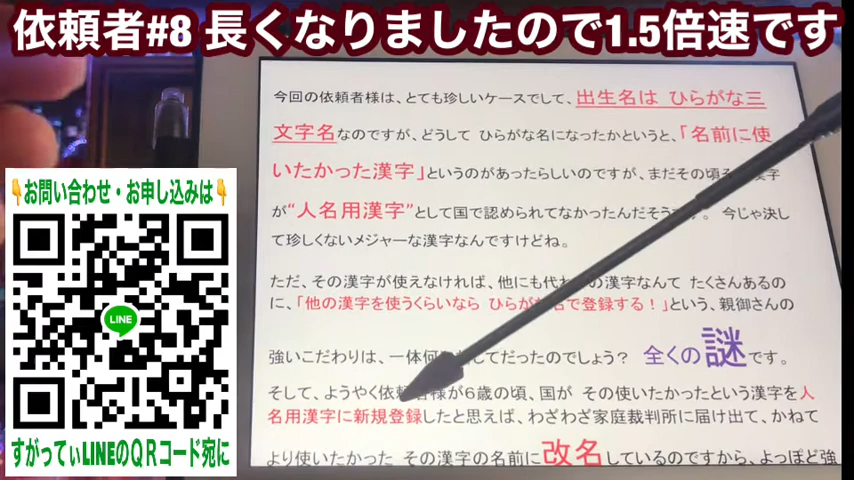 依頼者#8 長くなりましたので1.5倍速です
今回の依頼者様は、とても珍しいケースでして、出生名は ひらがな三
文字名なのですが、どうして ひらがな名になったかというと、「名前に使
いたかった漢字」というのがあったらしいのですが、まだその頃そ 漢字
が“人名用漢字”として国で認められてなかったんだそう 。 今じゃ決し
て珍しくないメジャーな漢字なんですけどね。
ただ、その漢字が使えなければ、他にも代わ の漢字なんて たくさんあるの
に、「他の漢字を使うくらいなら ひらがな名で登録する！」という、親御さんの
強いこだわりは、一体何 してだったのでしょう？ 全くの謎です。
そして、ようやく依頼者様が6歳の頃、国が その使いたかったという漢字を人
名用漢字に新規登録したと思えば、わざわざ家庭裁判所に届け出て、かねて
より使いたかった その漢字の名前に改名しているのですから、よっぽど強
👇お問い合わせ・お申し込みは👇
LINE
すがってぃLINEのQRコード宛に